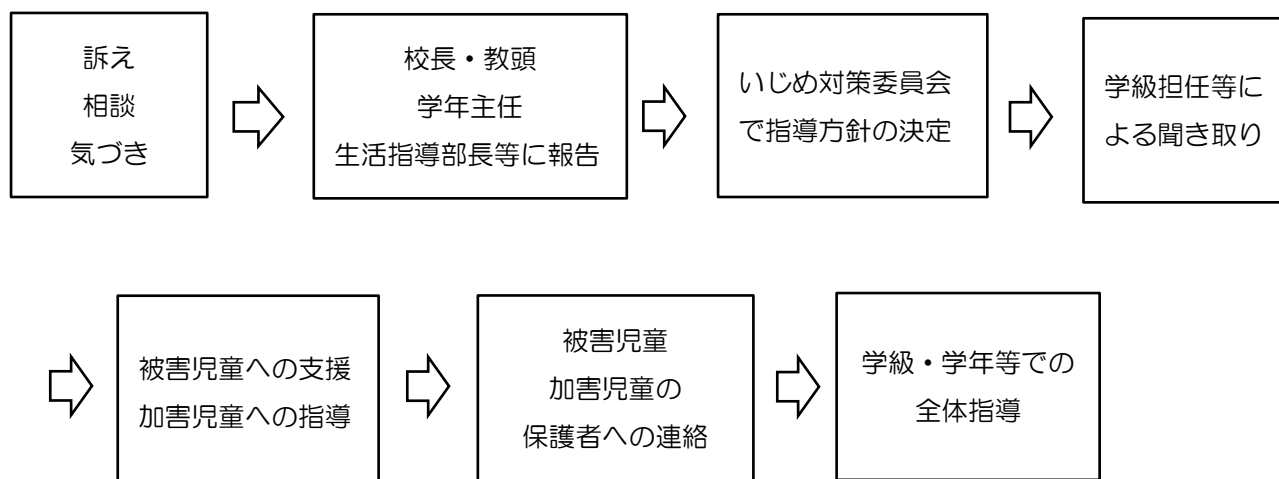 訴え
相談
気づき
校長・教頭
学年主任
生活指導部長等に報告
いじめ対策委員会
で指導方針の決定
学級担任等に
よる聞き取り
被害児童への支援
加害児童への指導
被害児童
加害児童の
保護者への連絡
学級・学年等での
全体指導